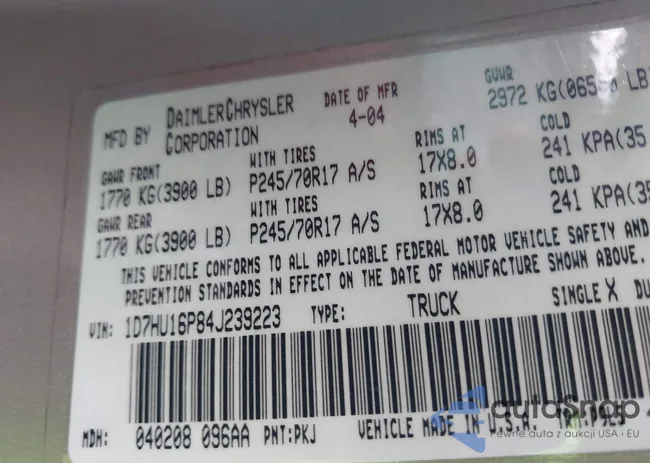 MFD BY DAIMLERCHRYSLER CORPORATION DATE OF MFR 4-04 GVWR 2972 KG(
GAWR FRONT WITH TIRES RIMS AT COLD
1770 KG(3900 LB) P245/70R17 A/S 17X8.0 241 KPA(35
GAWR REAR WITH TIRES RIMS AT COLD
1770 KG(3900 LB) P245/70R17 A/S 17X8.0 241 KPA(35
THIS VEHICLE CONFORMS TO ALL APPLICABLE FEDERAL MOTOR VEHICLE SAFETY AND
PREVENTION STANDARDS IN EFFECT ON THE DATE OF MANUFACTURE SHOWN ABOVE.
VIN: 1D7HU16P84J239223 TYPE: TRUCK SINGLE X DU
MDH: 040208 096AA PNT:PKJ VEHICLE MADE IN U.S.A.
autoSnap
Pewne auta z aukcji USA i EU